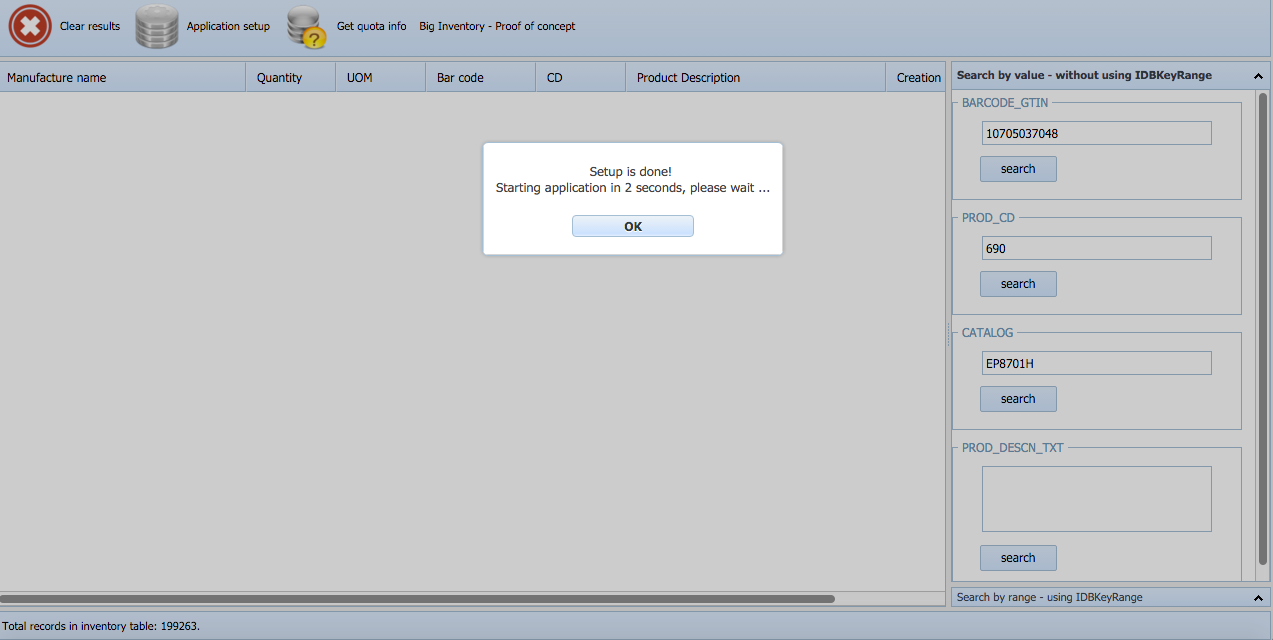 Clear results
Application setup
Get quota info
Big Inventory - Proof of concept
Manufacture name
Quantity
UOM
Bar code
CD
Product Description
Creation
Setup is done!
Starting application in 2 seconds, please wait ...
OK
Search by value - without using IDBKeyRange
BARCODE_GTIN
10705037048
search
PROD_CD
690
search
CATALOG
EP8701H
search
PROD_DESCN_TXT
search
Search by range - using IDBKeyRange
Total records in inventory table: 199263.